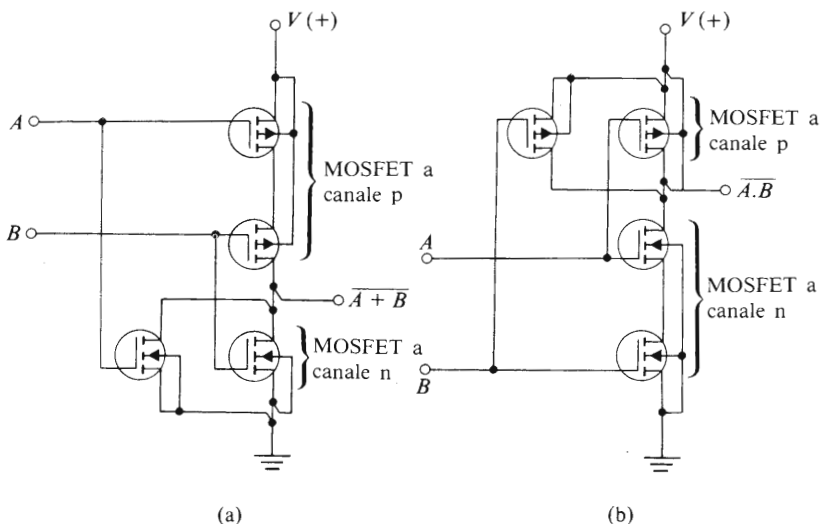 V (+)
A
MOSFET a
canale p
B
A + B
MOSFET a
canale n
(a)
V (+)
MOSFET a
canale p
A.B
A
MOSFET a
canale n
B
(b)